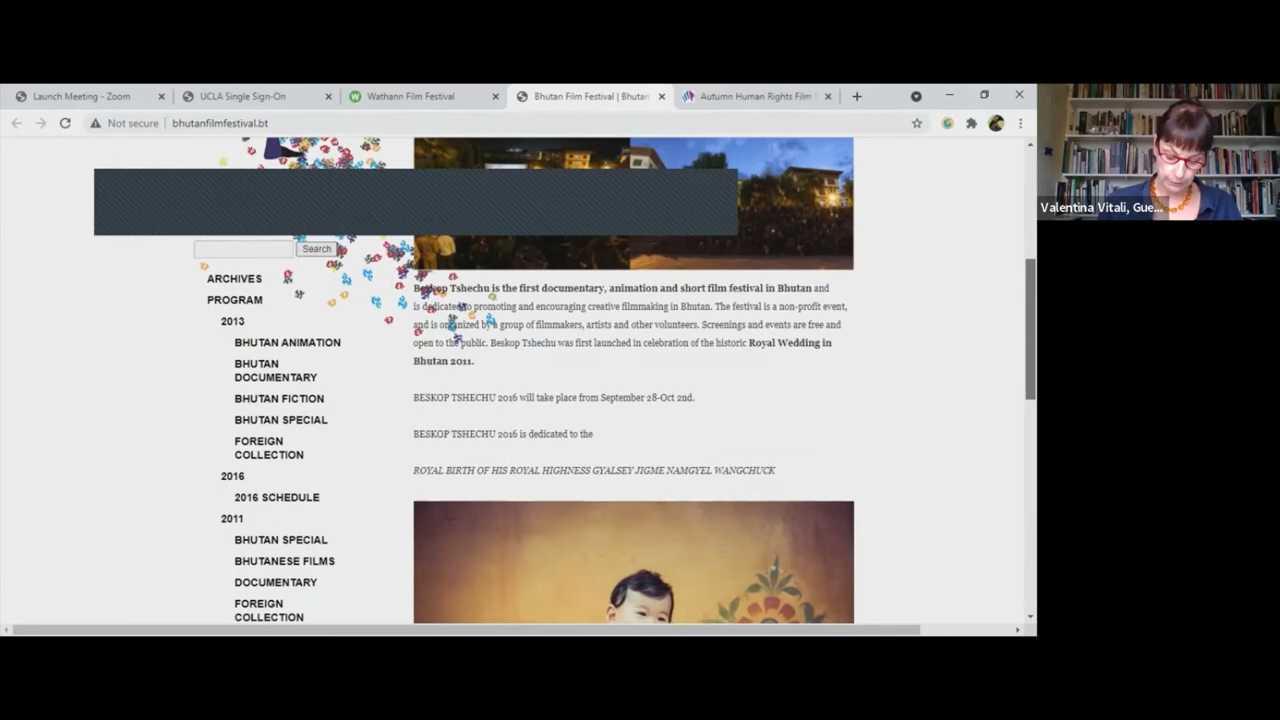 Launch Meeting - Zoom
UCLA Single Sign-On
Wathann Film Festival
Bhutan Film Festival | Bhutan
Autumn Human Rights Film
Not secure
bhutanfilmfestival.bt
Valentina Vitali, Gue...
Search
ARCHIVES
PROGRAM
2013
BHUTAN ANIMATION
BHUTAN
DOCUMENTARY
BHUTAN FICTION
BHUTAN SPECIAL
FOREIGN
COLLECTION
2016
2016 SCHEDULE
2011
BHUTAN SPECIAL
BHUTANESE FILMS
DOCUMENTARY
FOREIGN
COLLECTION
Beskop Tshechu is the first documentary, animation and short film festival in Bhutan and
is dedicated to promoting and encouraging creative filmmaking in Bhutan. The festival is a non-profit event,
and is organized by a group of filmmakers, artists and other volunteers. Screenings and events are free and
open to the public. Beskop Tshechu was first launched in celebration of the historic Royal Wedding in
Bhutan 2011.
BESKOP TSHECHU 2016 will take place from September 28-Oct 2nd.
BESKOP TSHECHU 2016 is dedicated to the
ROYAL BIRTH OF HIS ROYAL HIGHNESS GYALSEY JIGME NAMGYEL WANGCHUCK